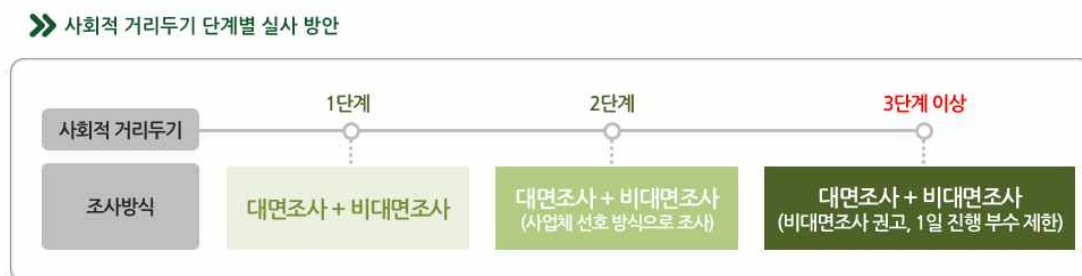 사회적 거리두기 단계별 실사 방안
1단계 2단계 3단계 이상
사회적 거리두기
조사방식
대면조사 + 비대면조사
대면조사 + 비대면조사
(사업체 선호 방식으로 조사)
대면조사 + 비대면조사
(비대면조사 권고, 1일 진행 부수 제한)